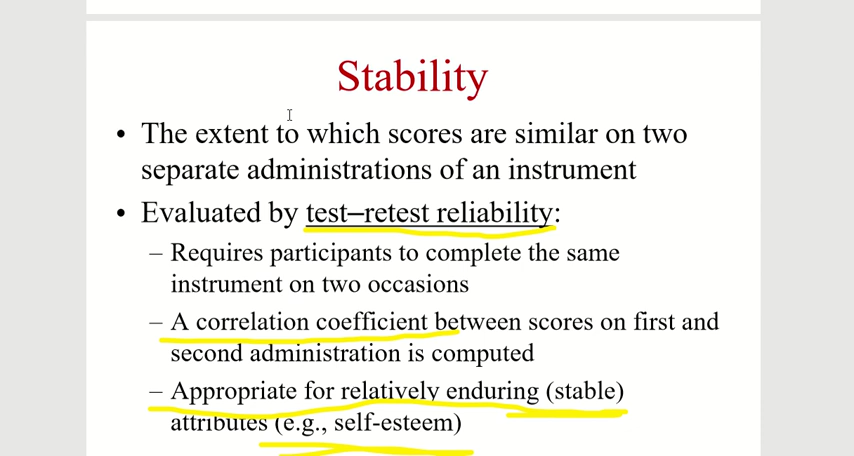 Stability
• The extent to which scores are similar on two
separate administrations of an instrument
• Evaluated by test–retest reliability:
– Requires participants to complete the same
instrument on two occasions
– A correlation coefficient between scores on first and
second administration is computed
– Appropriate for relatively enduring (stable)
attributes (e.g., self-esteem)